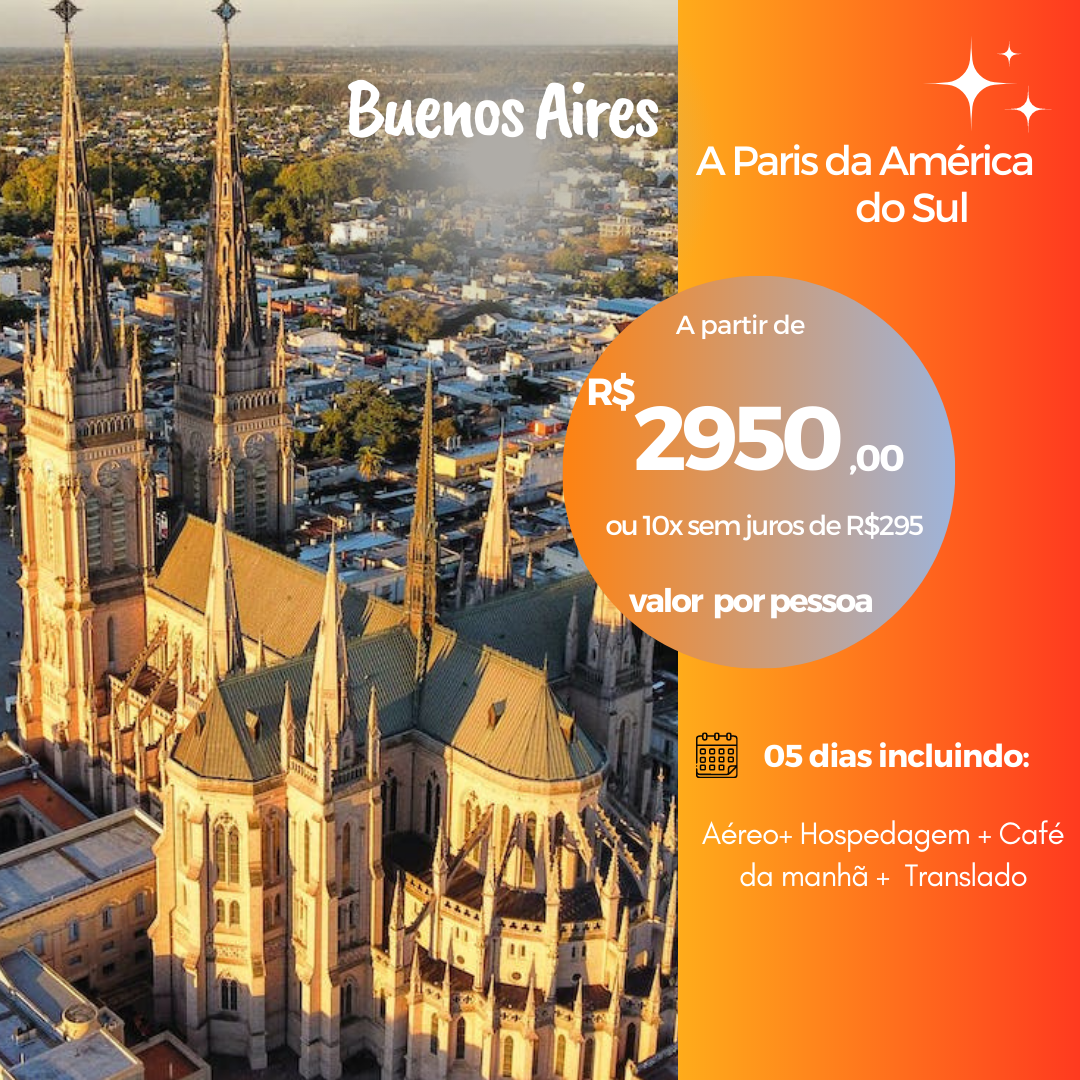 Buenos Aires
A Paris da América
do Sul
A partir de
R$
2950 ,00
ou 10x sem juros de R$295
valor por pessoa
05 dias incluindo:
Aéreo+ Hospedagem + Café
da manhã + Translado